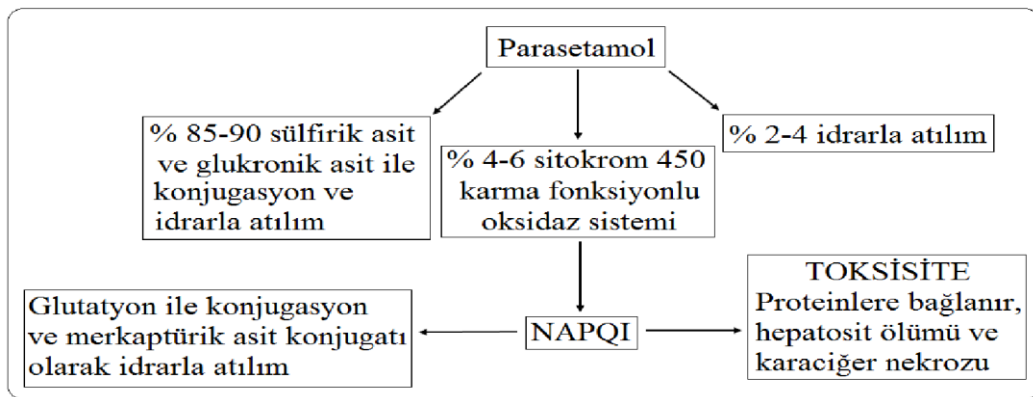 Parasetamol
% 85-90 sülfirik asit
ve glukronik asit ile
konjugasyon ve
idrarla atılım
% 4-6 sitokrom 450
karma fonksiyonlu
oksidaz sistemi
% 2-4 idrarla atılım
Glutatyon ile konjugasyon
ve merkaptürik asit konjugatı
olarak idrarla atılım
NAPQI
TOKSİSİTE
Proteinlere bağlanır,
hepatosit ölümü ve
karaciğer nekrozu